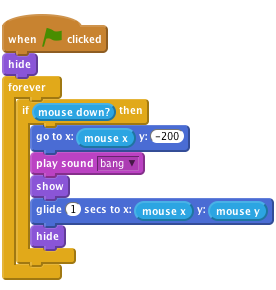 when clicked
hide
forever
if mouse down? then
go to x: mouse x y: -200
play sound bang
show
glide 1 secs to x: mouse x y: mouse y
hide